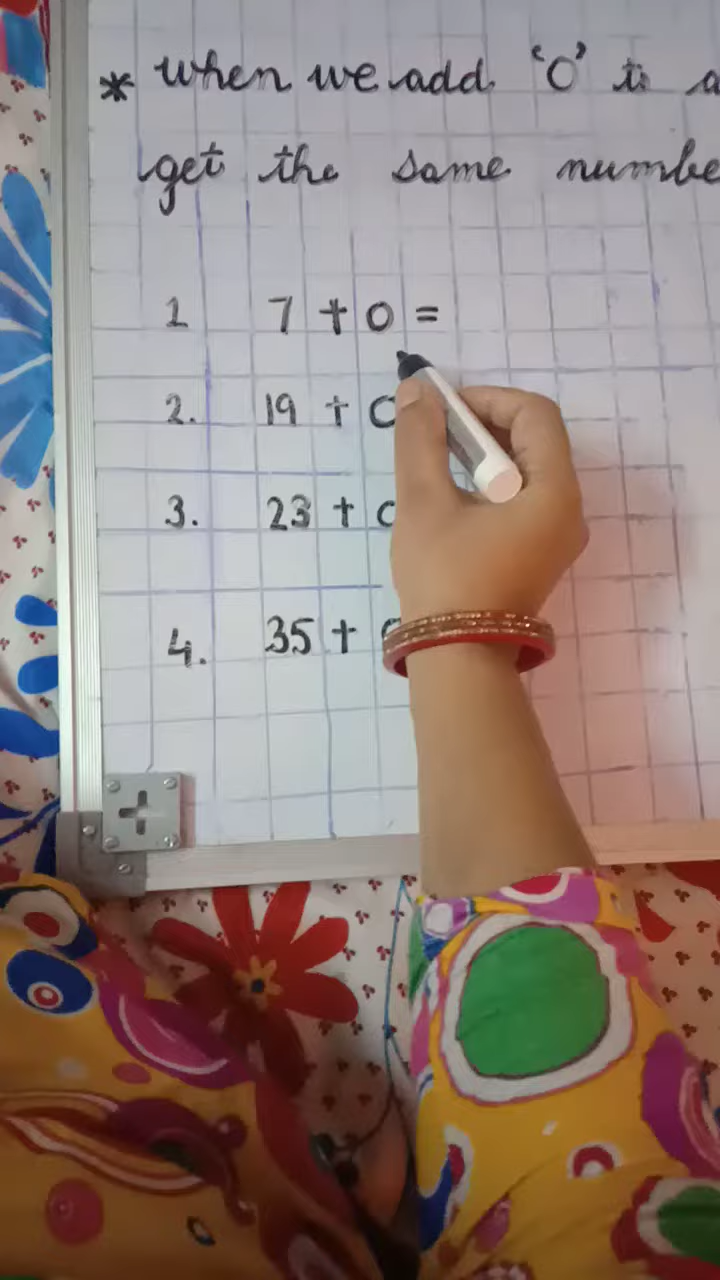 * when we add '0' to a
get the same numbe
1 7 + 0 =
2. 19 + 0
3. 23 + 0
4. 35 + 0